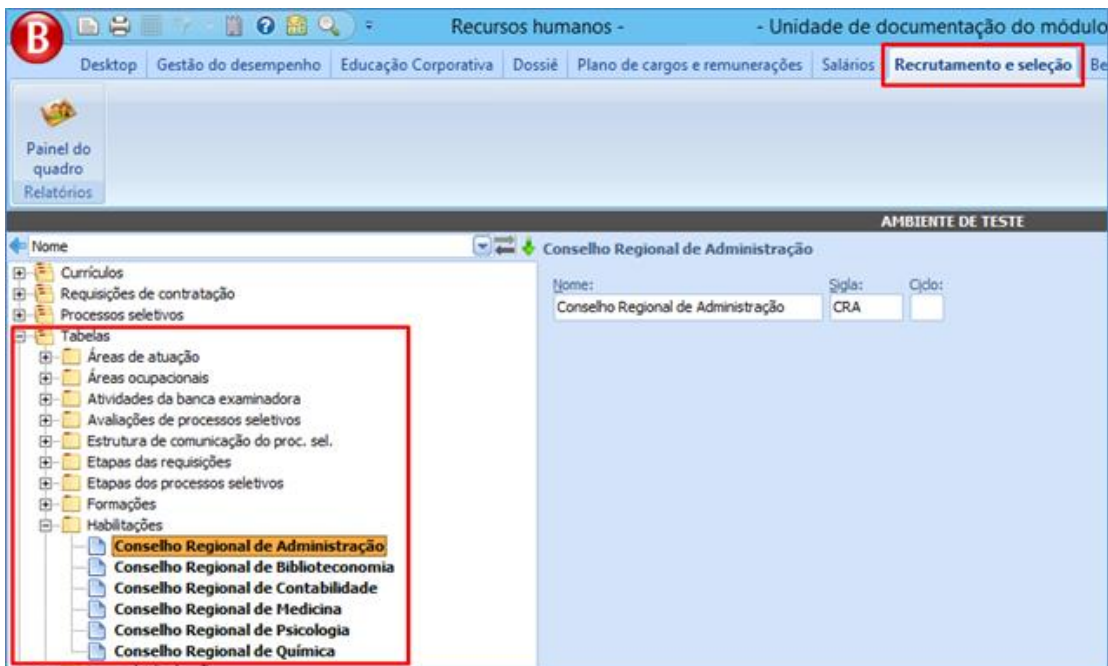 B
Recursos humanos - - Unidade de documentação do módulo
Desktop Gestão do desempenho Educação Corporativa Dossiê Plano de cargos e remunerações Salários Recrutamento e seleção Be
Painel do
quadro
Relatórios
AMBIENTE DE TESTE
Nome
Conselho Regional de Administração
Currículos
Requisições de contratação
Processos seletivos
Tabelas
Áreas de atuação
Áreas ocupacionais
Atividades da banca examinadora
Avaliações de processos seletivos
Estrutura de comunicação do proc. sel.
Etapas das requisições
Etapas dos processos seletivos
Formações
Habilitações
Conselho Regional de Administração
Conselho Regional de Biblioteconomia
Conselho Regional de Contabilidade
Conselho Regional de Medicina
Conselho Regional de Psicologia
Conselho Regional de Química
Nome: Sigla: Ciclo:
Conselho Regional de Administração CRA